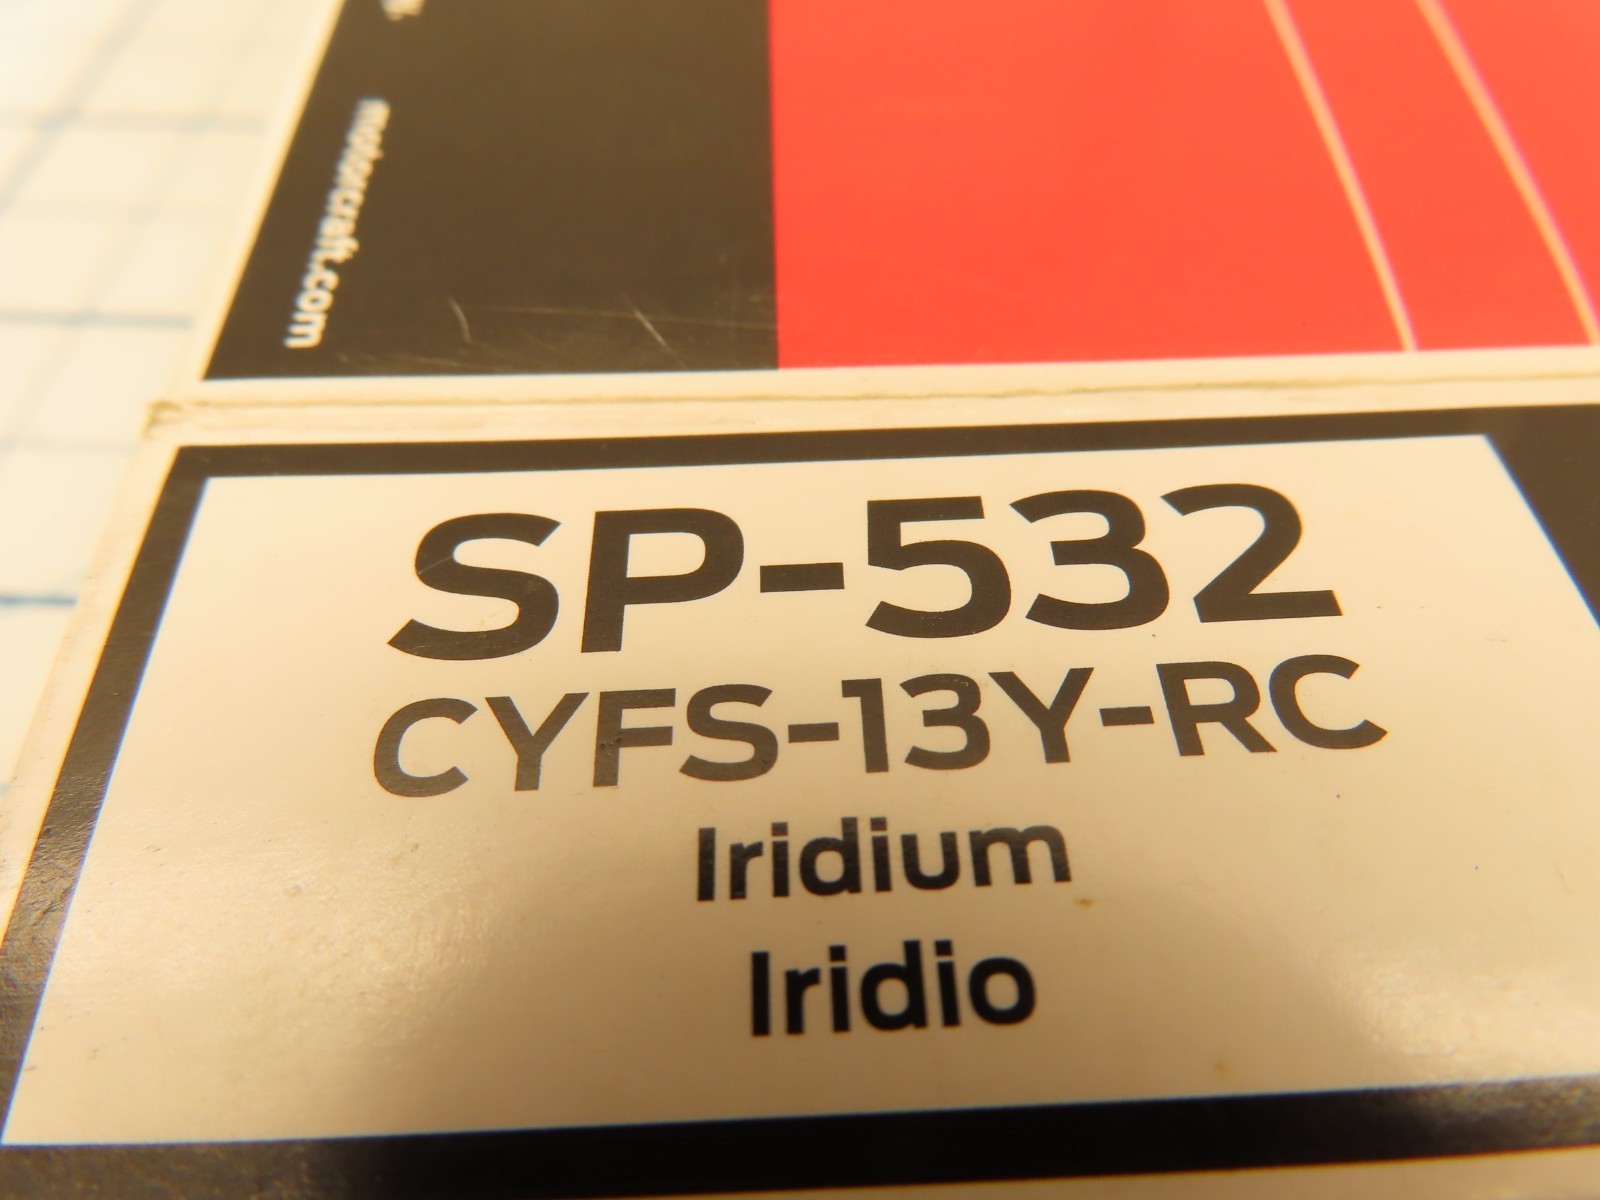 motorcraft.com
SP-532
CYFS-13Y-RC
Iridium
Iridio